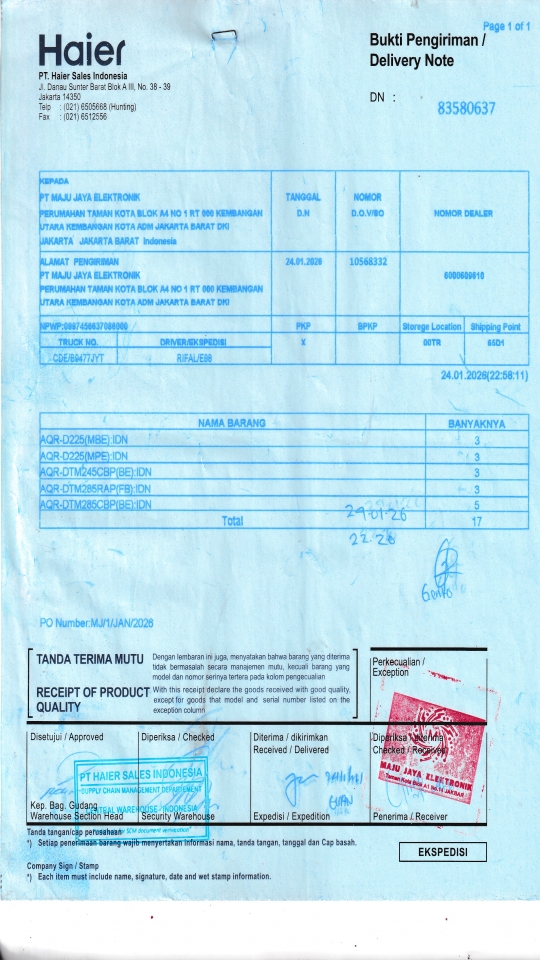 Page 1 of 1
Haier
Bukti Pengiriman /
Delivery Note
PT. Haier Sales Indonesia
Jl. Danau Sunter Barat Blok A III, No. 38 - 39
Jakarta 14350
Telp : (021) 6505668 (Hunting)
Fax : (021) 6512556
DN :
83580637
KEPADA
PT MAJU JAYA ELEKTRONIK
PERUMAHAN TAMAN KOTA BLOK A4 NO 1 RT 000 KEMBANGAN
UTARA KEMBANGAN KOTA ADM JAKARTA BARAT DKI
JAKARTA JAKARTA BARAT Indonesia
TANGGAL
D.N
NOMOR
D.O.V/SO
NOMOR DEALER
ALAMAT PENGIRIMAN
PT MAJU JAYA ELEKTRONIK
PERUMAHAN TAMAN KOTA BLOK A4 NO 1 RT 000 KEMBANGAN
UTARA KEMBANGAN KOTA ADM JAKARTA BARAT DKI
24.01.2026
10568332
PKP
BPKP
Storege Location
Shipping Point
TRUCK NO.
DRIVER/EKSPEDISI
X
00TR
65D1
CDE/B9477JYT
RIFAL/E88
24.01.2026(22:58:11)
NAMA BARANG
BANYAKNYA
AQR-D225(MBE):IDN 3
AQR-D225(MPE):IDN 3
AQR-DTM245CBP(BE):IDN 3
AQR-DTM285RAP(FB):IDN 3
AQR-DTM285CBP(BE):IDN 5
Total 17
PO Number:MJ/1/JAN/2026
TANDA TERIMA MUTU
Dengan lembaran ini juga, menyatakan bahwa barang yang diterima
tidak bermasalah secara manajemen mutu, kecuali barang yang
model dan nomor serinya tertera pada kolom pengecualian
RECEIPT OF PRODUCT
QUALITY
With this receipt declare the goods received with good quality,
except for goods that model and serial number listed on the
exception column
Perkecualian /
Exception
MAJU JAYA ELEKTRONIK
Disetujui / Approved
Diperiksa / Checked
Diterima / dikirimkan
Received / Delivered
Diperiksa / diterima
Checked / Received
PT HAIER SALES INDONESIA
SUPPLY CHAIN MANAGEMENT DEPARTEMENT
CENTRAL WAREHOUSE - INDONESIA
Kep. Bag. Gudang
Warehouse Section Head
Security Warehouse
Expedisi / Expedition
Penerima / Receiver
Tanda tangan/cap perusahaan
*) Setiap penerimaan barang wajib menyertakan informasi nama, tanda tangan, tanggal dan Cap basah.
EKSPEDISI
Company Sign / Stamp
*) Each item must include name, signature, date and wet stamp information.